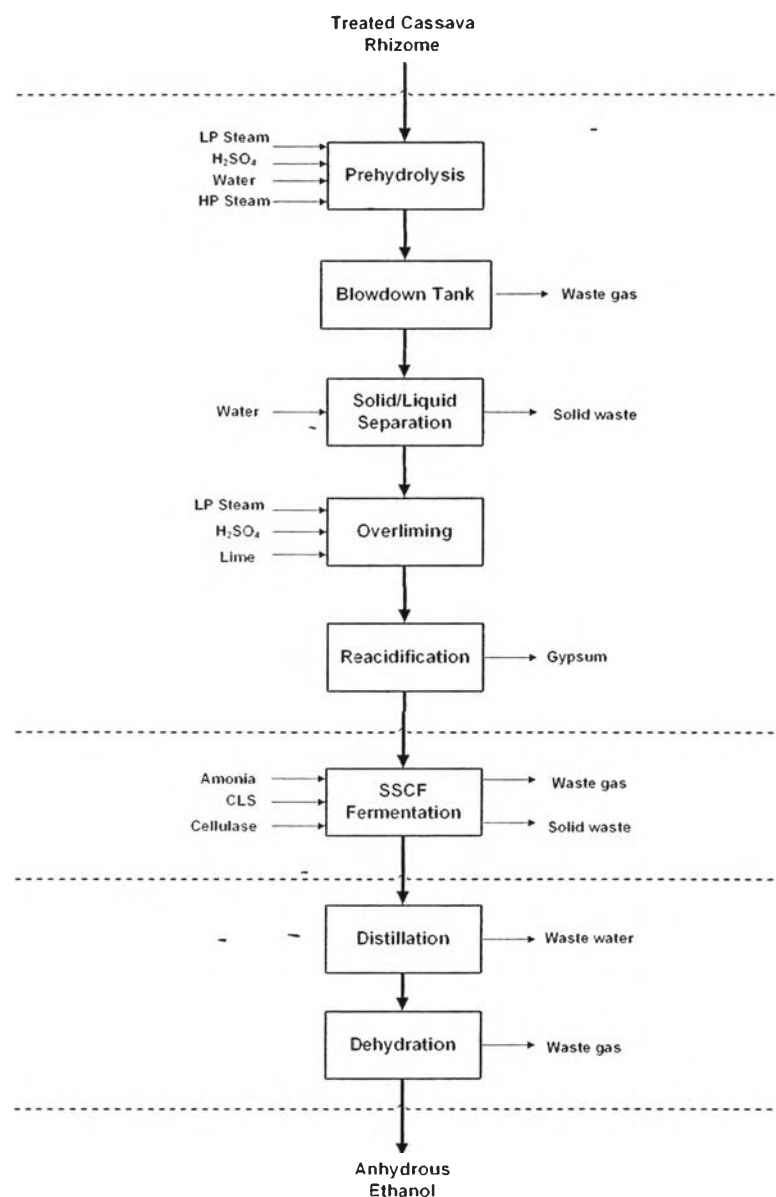 Treated Cassava
Rhizome
LP Steam
H₂SO₄
Water
HP Steam
Prehydrolysis
Blowdown Tank
Waste gas
Water
Solid/Liquid
Separation
Solid waste
LP Steam
H₂SO₄
Lime
Overliming
Reacidification
Gypsum
Amonia
CLS
Cellulase
SSCF
Fermentation
Waste gas
Solid waste
Distillation
Waste water
Dehydration
Waste gas
Anhydrous
Ethanol